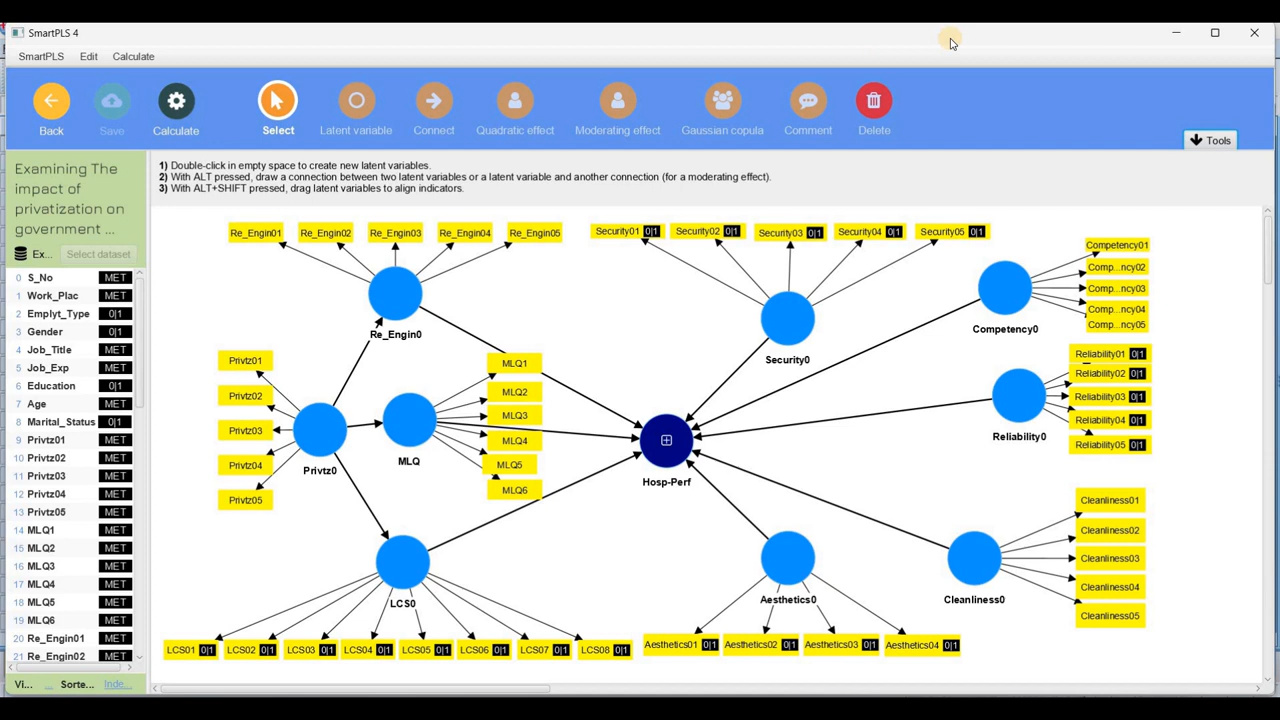 SmartPLS 4
SmartPLS Edit Calculate
Back Save Calculate Select Latent variable Connect Quadratic effect Moderating effect Gaussian copula Comment Delete
Tools
Examining The
impact of
privatization on
government ...
Ex... Select dataset
1) Double-click in empty space to create new latent variables.
2) With ALT pressed, draw a connection between two latent variables or a latent variable and another connection (for a moderating effect).
3) With ALT+SHIFT pressed, drag latent variables to align indicators.
0 S_No MET
1 Work_Plac MET
2 Emplyt_Type 0|1
3 Gender 0|1
4 Job_Title MET
5 Job_Exp MET
6 Education 0|1
7 Age MET
8 Marital_Status 0|1
9 Privtz01 MET
10 Privtz02 MET
11 Privtz03 MET
12 Privtz04 MET
13 Privtz05 MET
14 MLQ1 MET
15 MLQ2 MET
16 MLQ3 MET
17 MLQ4 MET
18 MLQ5 MET
19 MLQ6 MET
20 Re_Engin01 MET
21 Re_Engin02 MET
Vi... ... Sorte... Inde...
Re_Engin01 Re_Engin02 Re_Engin03 Re_Engin04 Re_Engin05
Re_Engin0
Security01 0|1 Security02 0|1 Security03 0|1 Security04 0|1 Security05 0|1
Security0
Competency01
Comp...ncy02
Comp...ncy03
Comp...ncy04
Comp...ncy05
Competency0
Reliability01 0|1
Reliability02 0|1
Reliability03 0|1
Reliability04 0|1
Reliability05 0|1
Reliability0
Privtz01
Privtz02
Privtz03
Privtz04
Privtz05
Privtz0
MLQ1
MLQ2
MLQ3
MLQ4
MLQ5
MLQ6
MLQ
Hosp-Perf
Cleanliness01
Cleanliness02
Cleanliness03
Cleanliness04
Cleanliness05
Cleanliness0
LCS0
LCS01 0|1 LCS02 0|1 LCS03 0|1 LCS04 0|1 LCS05 0|1 LCS06 0|1 LCS07 0|1 LCS08 0|1
Aesthetics0
Aesthetics01 0|1 Aesthetics02 0|1 Aesthetics03 0|1 Aesthetics04 0|1